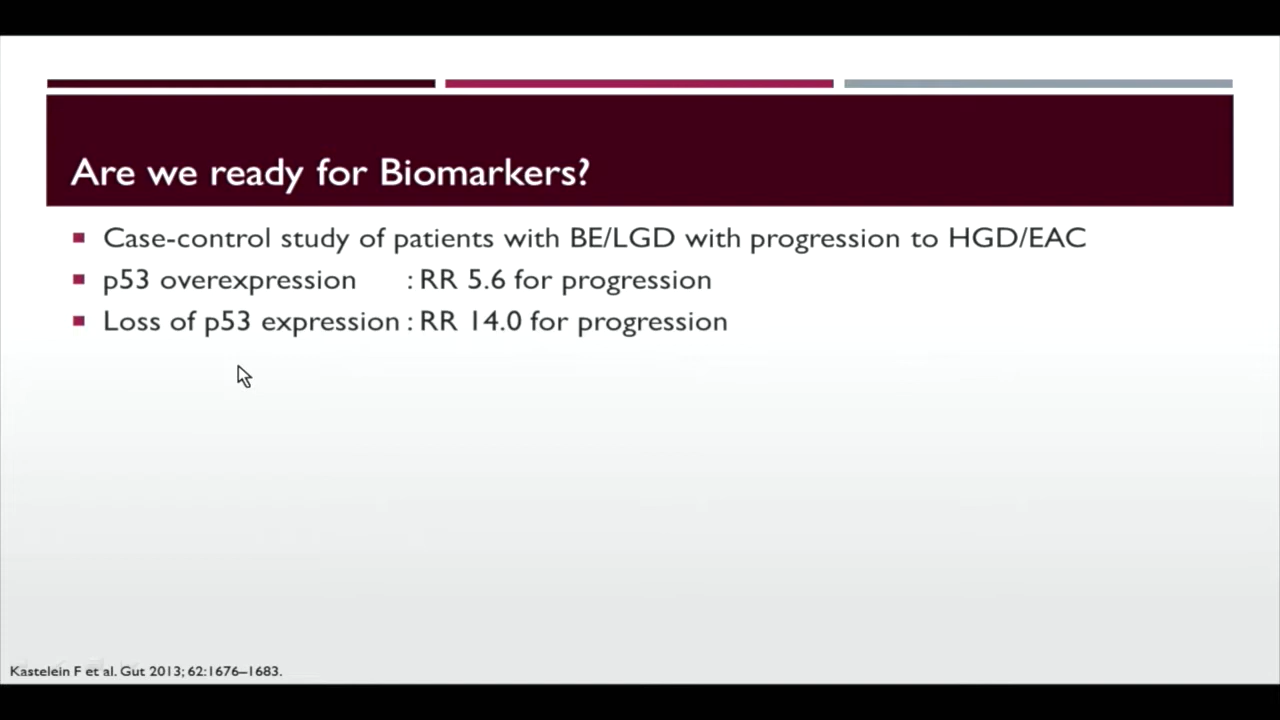 Are we ready for Biomarkers?
Case-control study of patients with BE/LGD with progression to HGD/EAC
p53 overexpression : RR 5.6 for progression
Loss of p53 expression : RR 14.0 for progression
Kastelein F et al. Gut 2013; 62:1676–1683.